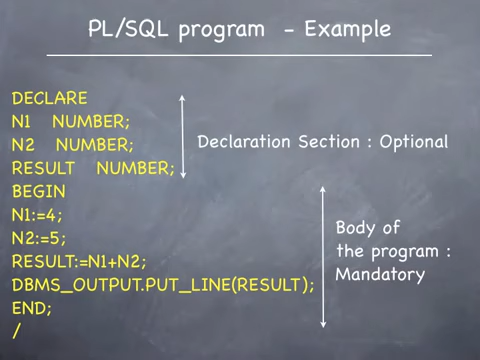 PL/SQL program - Example
DECLARE
N1 NUMBER;
N2 NUMBER;
RESULT NUMBER;
Declaration Section : Optional
BEGIN
N1:=4;
N2:=5;
RESULT:=N1+N2;
DBMS_OUTPUT.PUT_LINE(RESULT);
END;
/
Body of
the program :
Mandatory